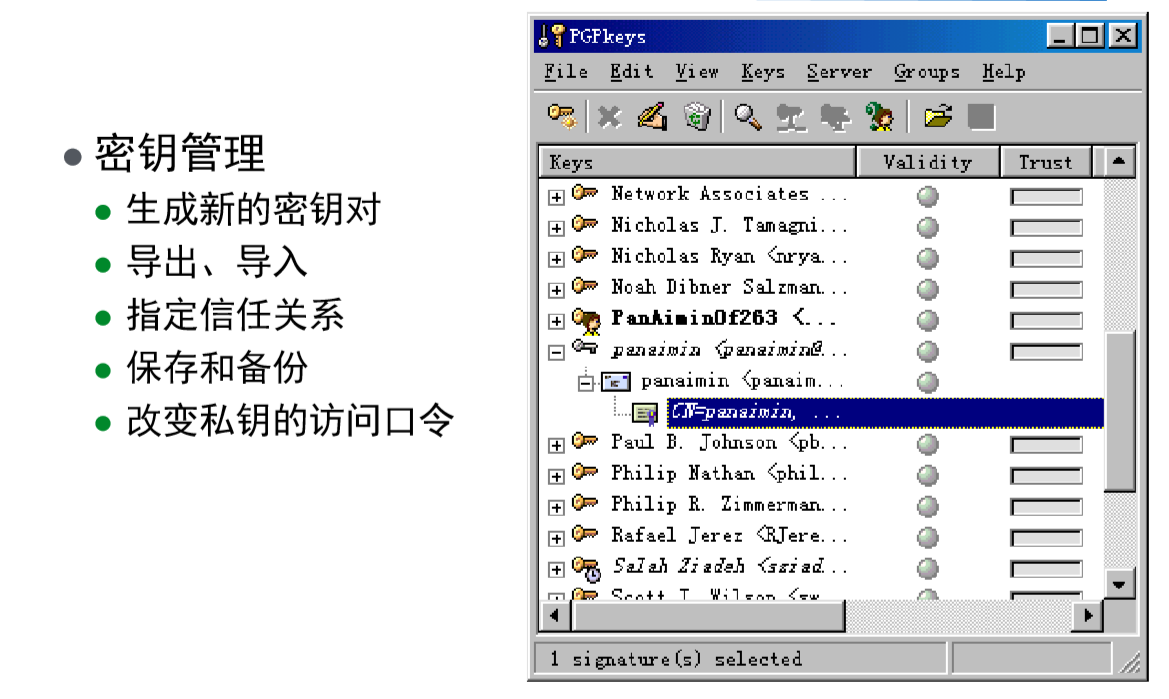 密钥管理
生成新的密钥对
导出、导入
指定信任关系
保存和备份
改变私钥的访问口令
PGPkeys
File Edit View Keys Server Groups Help
Keys Validity Trust
Network Associates ...
Nicholas J. Tamagni...
Nicholas Ryan <nrya...
Noah Dibner Salzman...
PanAiminOf263 <...
panaimin <panaimin@...
panaimin <panaim...
CN=panaimin, ...
Paul B. Johnson <pb...
Philip Nathan <phil...
Philip R. Zimmerman...
Rafael Jerez <RJere...
Salah Ziadeh <ssiad...
Scott T. Wilson <sw
1 signature(s) selected